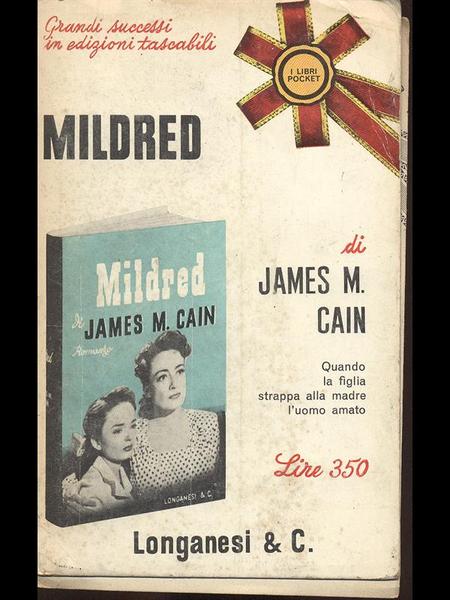 Grandi successi
in edizioni tascabili
I LIBRI
POCKET
MILDRED
di
JAMES M.
CAIN
Quando
la figlia
strappa alla madre
l'uomo amato
Lire 350
Mildred
di
JAMES M. CAIN
Romanzo
LONGANESI & C.
Longanesi & C.